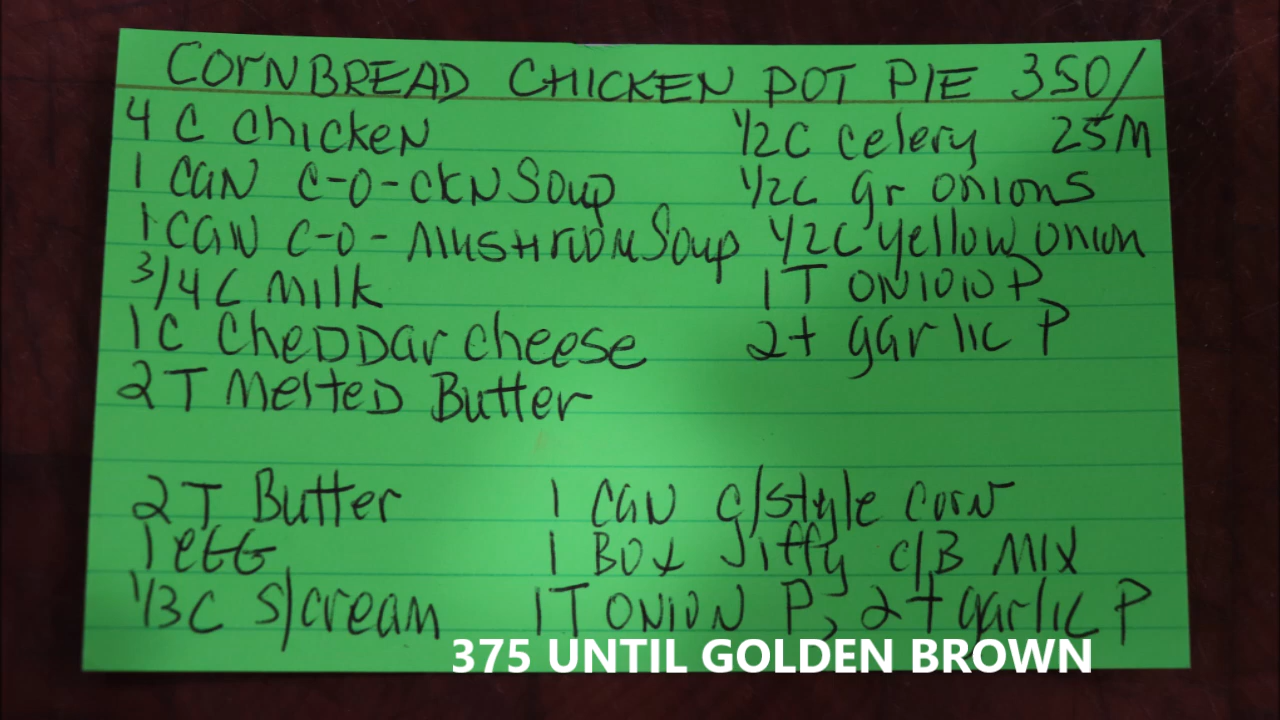 CORNBREAD CHICKEN POT PIE 350/
4 C Chicken 1/2C celery 25M
1 CAN C-O-CKN Soup 1/2C gr onions
1 CAN C-O-MUSHROOM Soup 1/2C yellow onion
3/4 C Milk 1 T ONION P
1C CHEDDar cheese 2t garlic P
2T Melted Butter
2T Butter 1 CAN c/style corn
1 eGG 1 BOX Jiffy c/B MIX
1/3C s/cream 1T ONION P, 2t garlic P
375 UNTIL GOLDEN BROWN